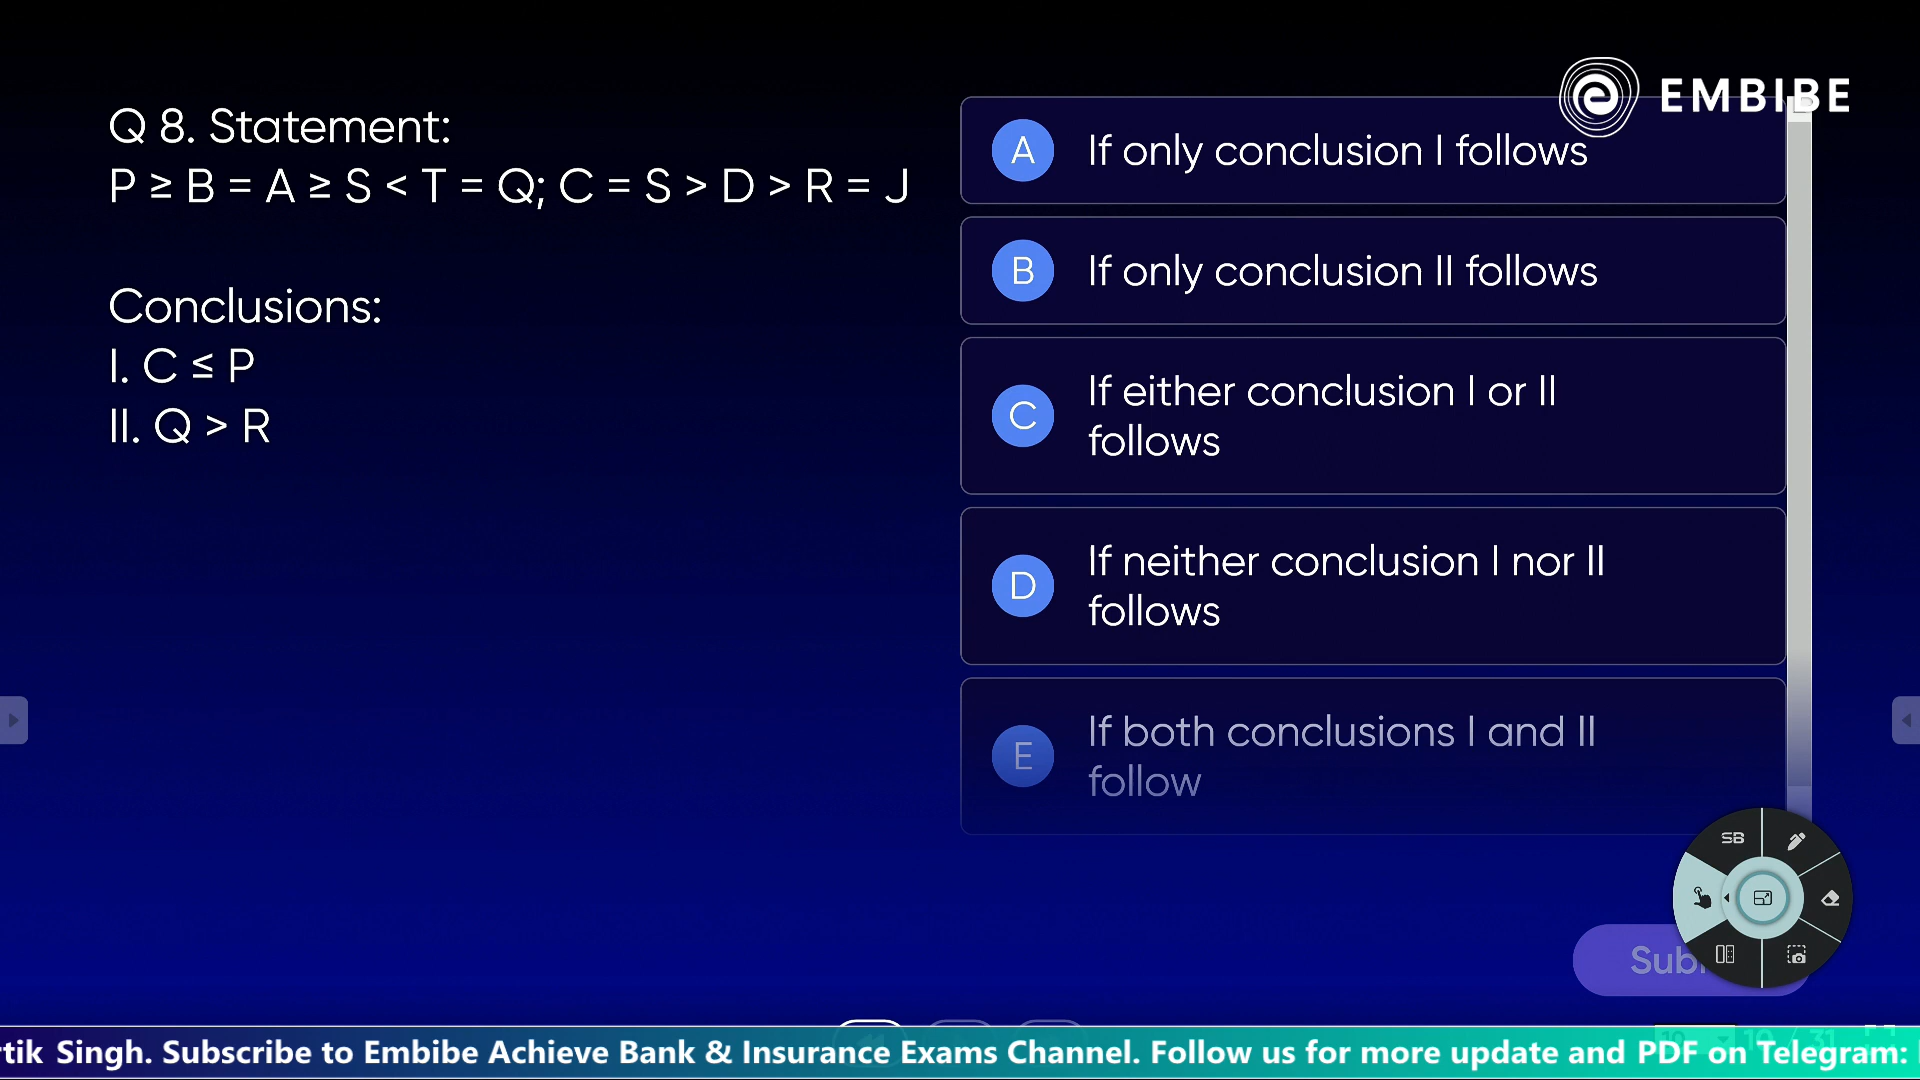 EMBIBE
Q 8. Statement:
P ≥ B = A ≥ S < T = Q; C = S > D > R = J
Conclusions:
I. C ≤ P
II. Q > R
A If only conclusion I follows
B If only conclusion II follows
C If either conclusion I or II
follows
D If neither conclusion I nor II
follows
E If both conclusions I and II
follow
SB
tik Singh. Subscribe to Embibe Achieve Bank & Insurance Exams Channel. Follow us for more update and PDF on Telegram: